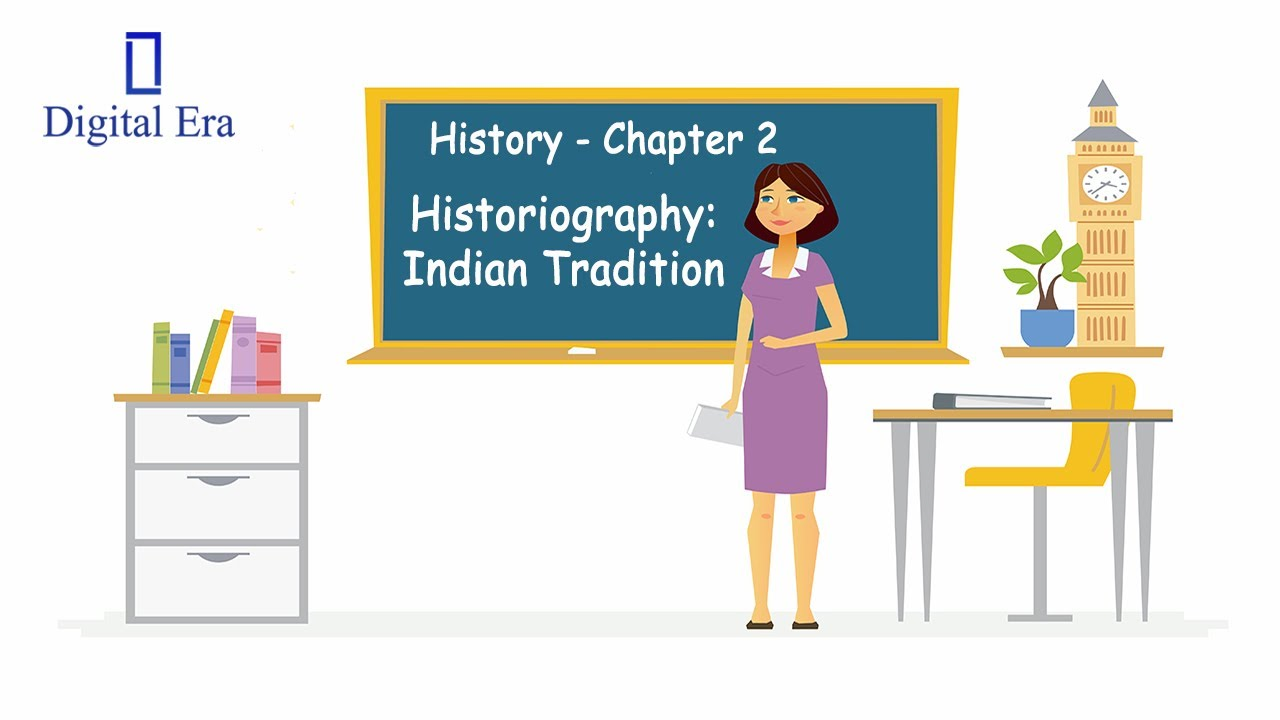 Digital Era
History - Chapter 2
Historiography:
Indian Tradition